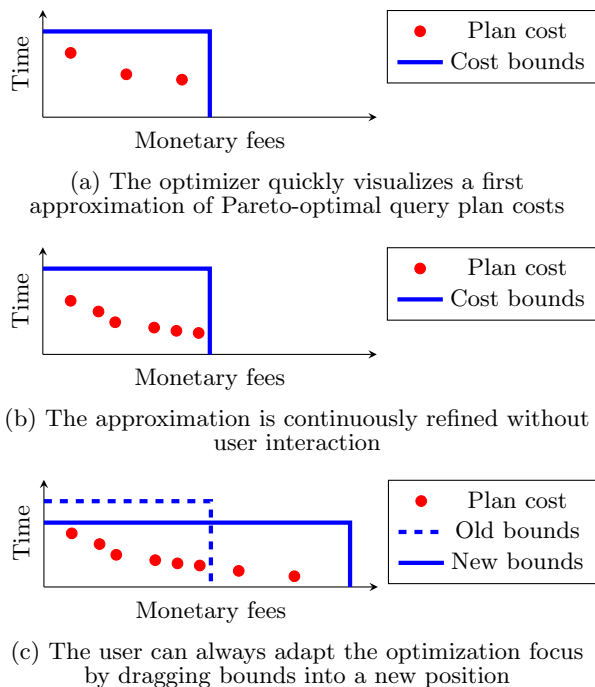 Time
Monetary fees
Plan cost
Cost bounds
(a) The optimizer quickly visualizes a first
approximation of Pareto-optimal query plan costs
Time
Monetary fees
Plan cost
Cost bounds
(b) The approximation is continuously refined without
user interaction
Time
Monetary fees
Plan cost
Old bounds
New bounds
(c) The user can always adapt the optimization focus
by dragging bounds into a new position